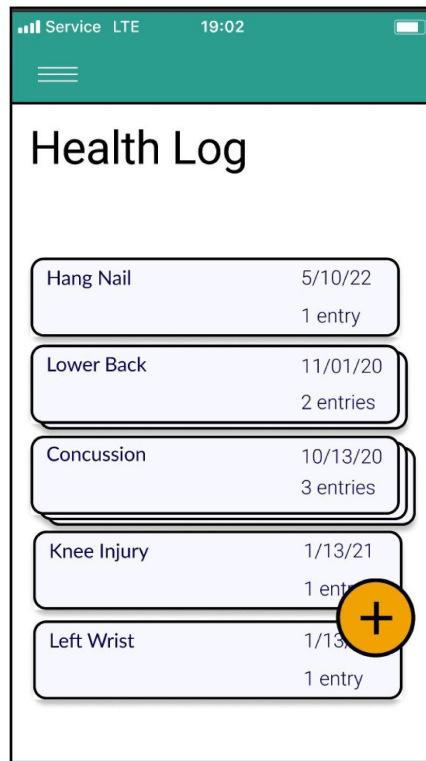 Service LTE 19:02
Health Log
Hang Nail 5/10/22
1 entry
Lower Back 11/01/20
2 entries
Concussion 10/13/20
3 entries
Knee Injury 1/13/21
1
+
Left Wrist
1 entry